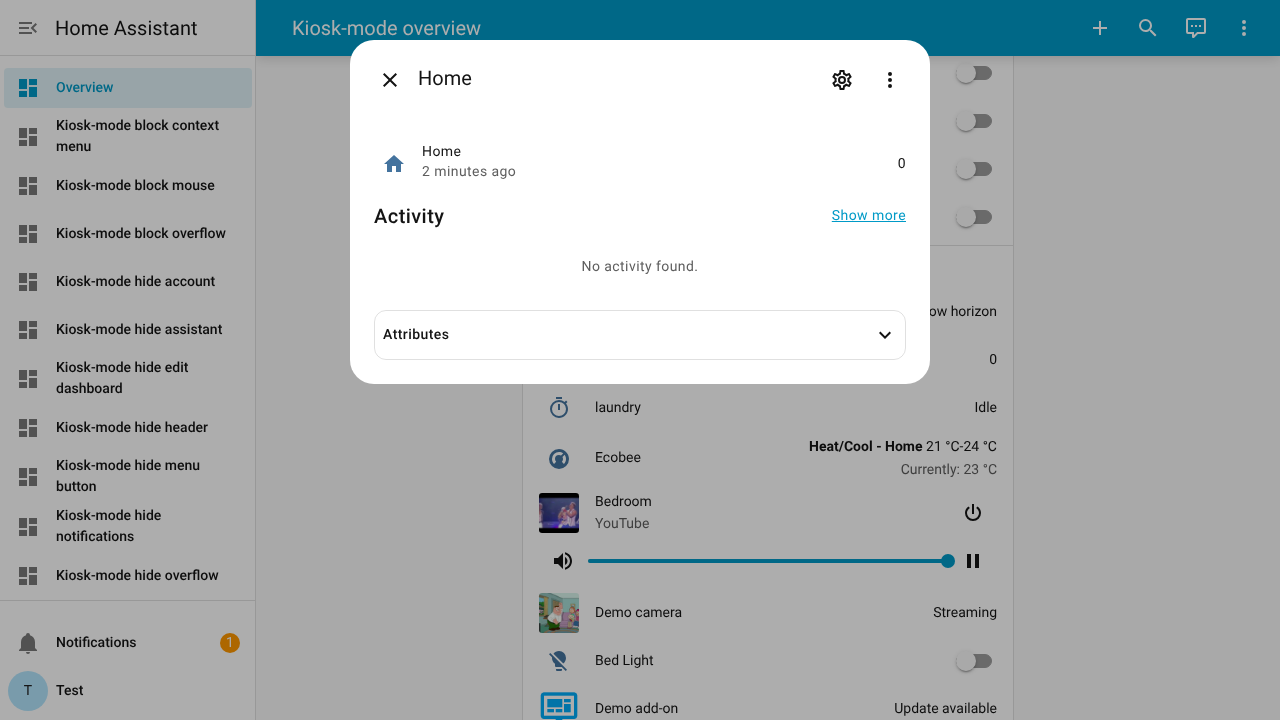 Home Assistant
Kiosk-mode overview
Overview
Kiosk-mode block context
menu
Kiosk-mode block mouse
Kiosk-mode block overflow
Kiosk-mode hide account
Kiosk-mode hide assistant
Kiosk-mode hide edit
dashboard
Kiosk-mode hide header
Kiosk-mode hide menu
button
Kiosk-mode hide
notifications
Kiosk-mode hide overflow
Notifications
1
T
Test
Home
Home
2 minutes ago
0
Activity
Show more
No activity found.
Attributes
horizon
0
laundry
Idle
Ecobee
Heat/Cool - Home 21 °C-24 °C
Currently: 23 °C
Bedroom
YouTube
Demo camera
Streaming
Bed Light
Demo add-on
Update available